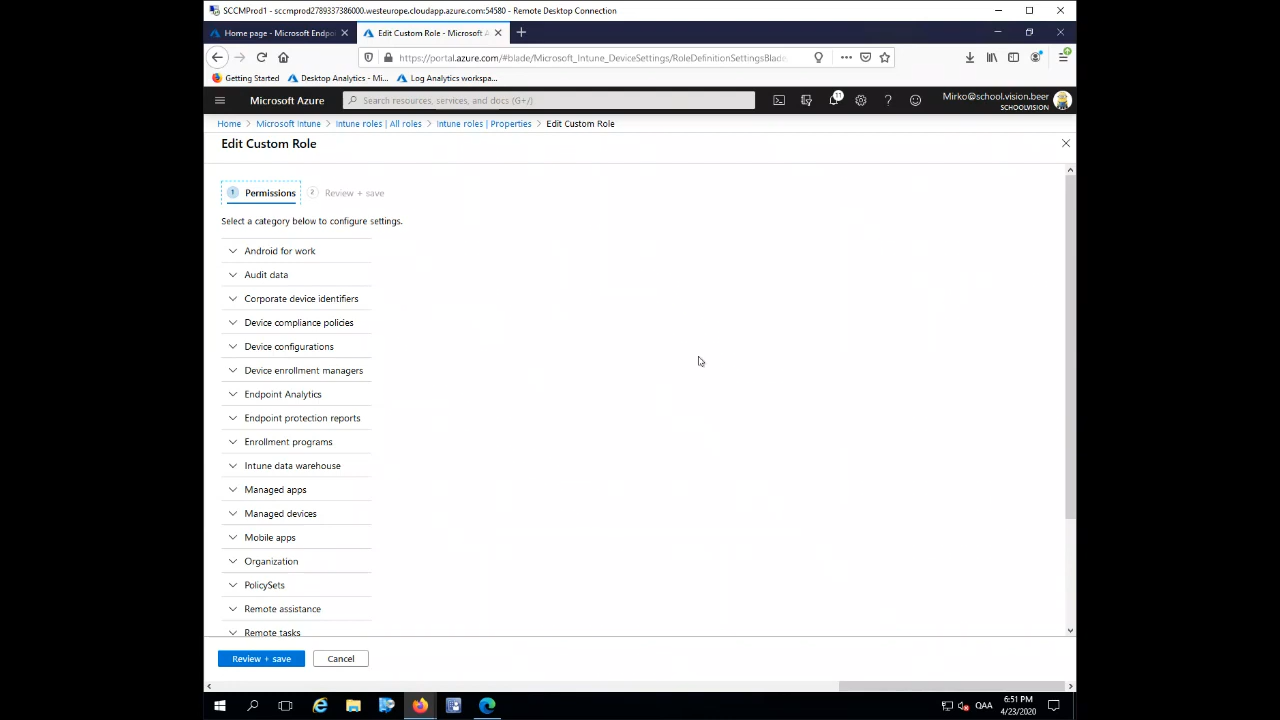 SCCMProd1 - sccmprod2789337386000.westeurope.cloudapp.azure.com:54580 - Remote Desktop Connection
Home page - Microsoft Endpoi
Edit Custom Role - Microsoft A
https://portal.azure.com/#blade/Microsoft_Intune_DeviceSettings/RoleDefinitionSettingsBlade
Getting Started
Desktop Analytics - Mi...
Log Analytics workspa...
Microsoft Azure
Search resources, services, and docs (G+/)
11
Mirko@school.vision.beer
SCHOOLVISION
Home > Microsoft Intune > Intune roles | All roles > Intune roles | Properties > Edit Custom Role
Edit Custom Role
1 Permissions
2 Review + save
Select a category below to configure settings.
Android for work
Audit data
Corporate device identifiers
Device compliance policies
Device configurations
Device enrollment managers
Endpoint Analytics
Endpoint protection reports
Enrollment programs
Intune data warehouse
Managed apps
Managed devices
Mobile apps
Organization
PolicySets
Remote assistance
Remote tasks
Review + save
Cancel
QAA
6:51 PM
4/23/2020